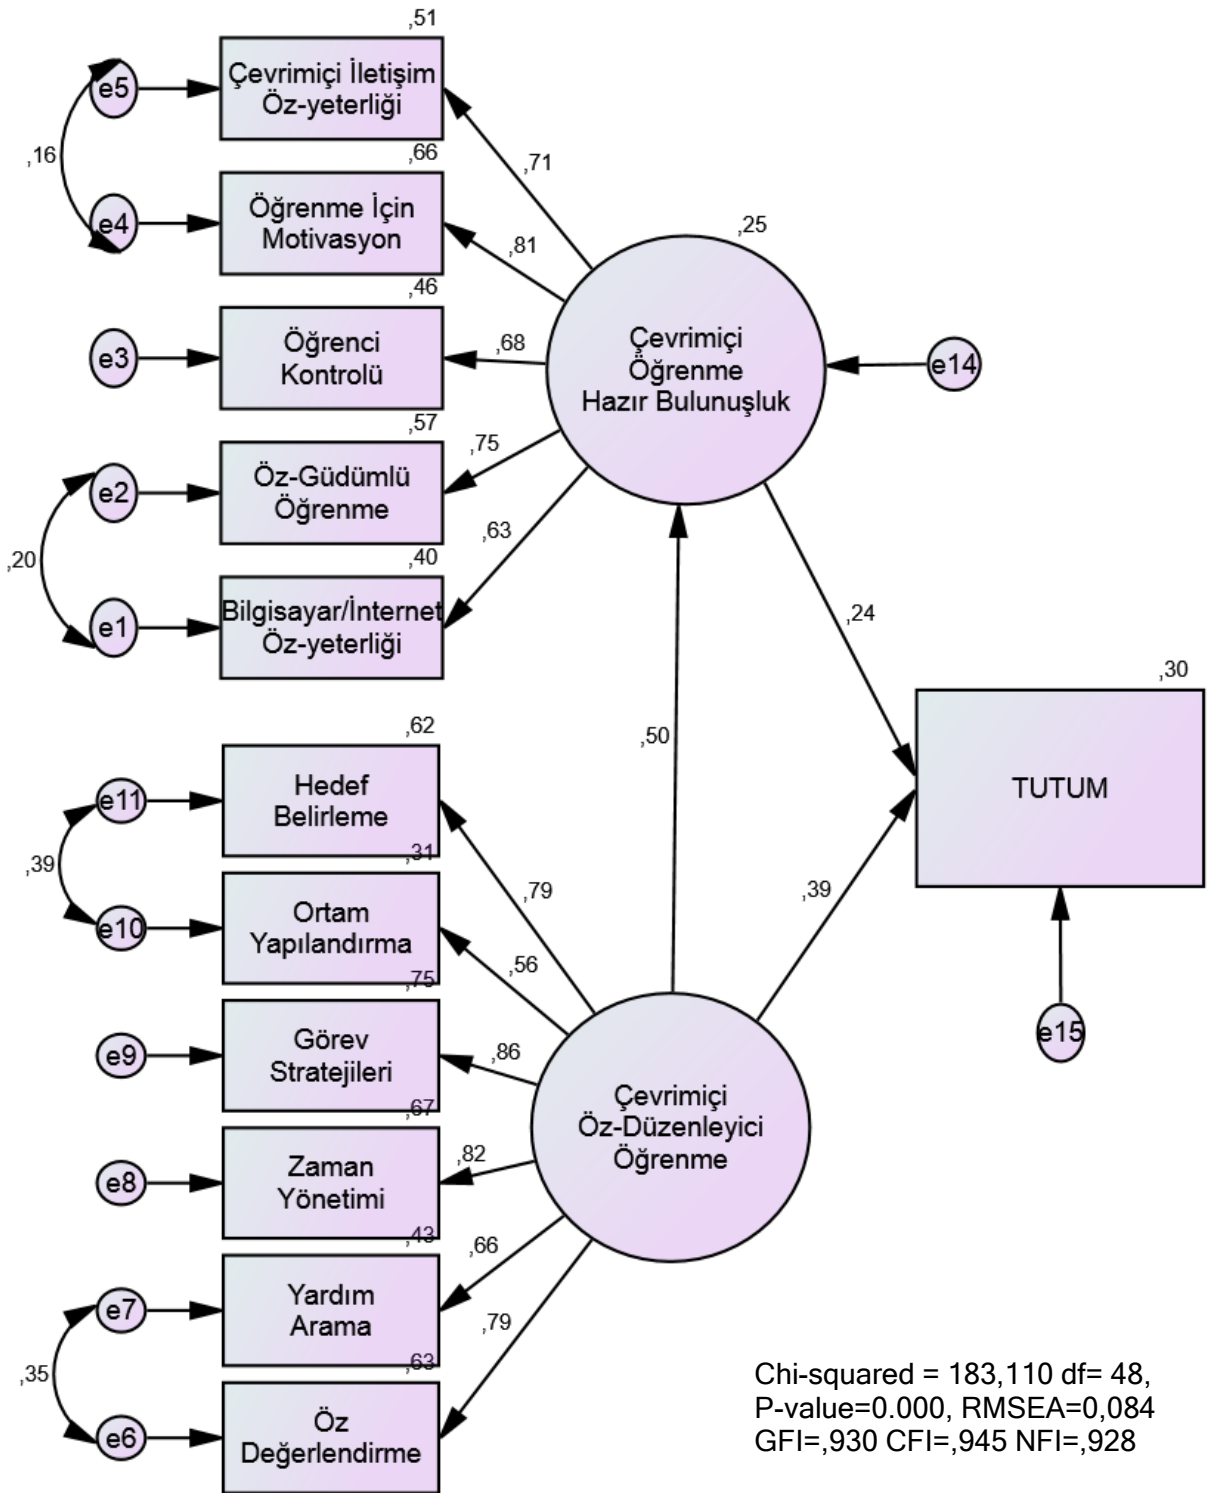 ,51
e5
Çevrimiçi İletişim
Öz-yeterliği
,16
,66
e4
Öğrenme İçin
Motivasyon
,46
e3
Öğrenci
Kontrolü
,57
e2
Öz-Güdümlü
Öğrenme
,20
,40
e1
Bilgisayar/İnternet
Öz-yeterliği
,71
,81
,68
,75
,63
,25
Çevrimiçi
Öğrenme
Hazır Bulunuşluk
e14
,24
,50
,30
TUTUM
,39
e15
,62
e11
Hedef
Belirleme
,39
,31
e10
Ortam
Yapılandırma
,75
e9
Görev
Stratejileri
,67
e8
Zaman
Yönetimi
,43
e7
Yardım
Arama
,35
,63
e6
Öz
Değerlendirme
,79
,56
,86
,82
,66
,79
Çevrimiçi
Öz-Düzenleyici
Öğrenme
Chi-squared = 183,110 df= 48,
P-value=0.000, RMSEA=0,084
GFI=,930 CFI=,945 NFI=,928